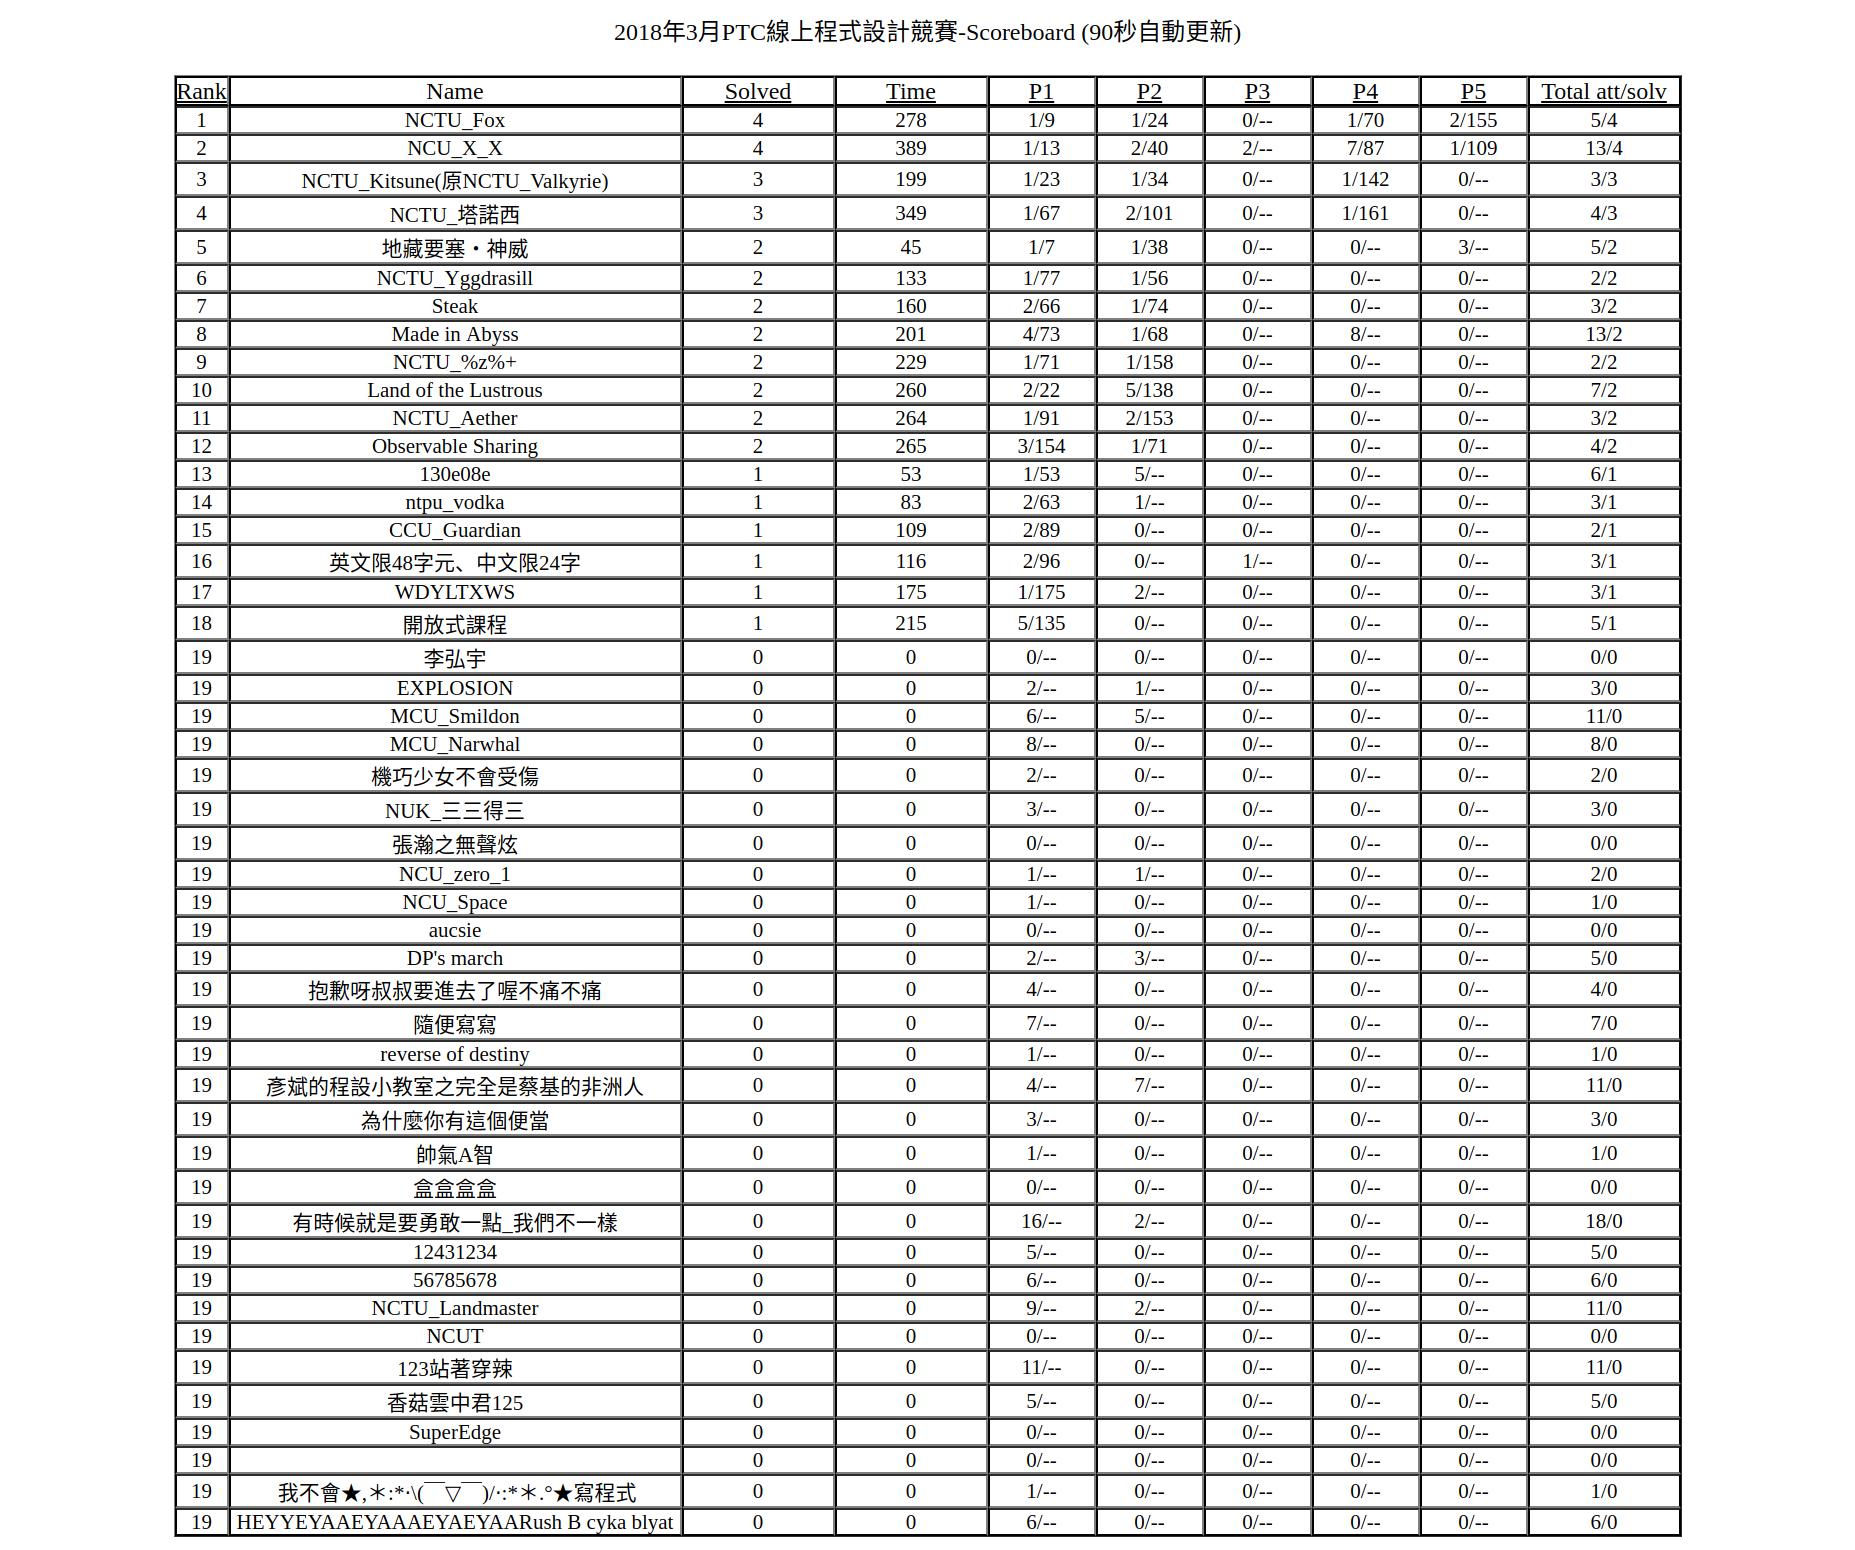 2018年3月PTC線上程式設計競賽-Scoreboard (90秒自動更新)
Rank Name Solved Time P1 P2 P3 P4 P5 Total att/solv
1 NCTU_Fox 4 278 1/9 1/24 0/-- 1/70 2/155 5/4
2 NCU_X_X 4 389 1/13 2/40 2/-- 7/87 1/109 13/4
3 NCTU_Kitsune(原NCTU_Valkyrie) 3 199 1/23 1/34 0/-- 1/142 0/-- 3/3
4 NCTU_塔諾西 3 349 1/67 2/101 0/-- 1/161 0/-- 4/3
5 地藏要塞・神威 2 45 1/7 1/38 0/-- 0/-- 3/-- 5/2
6 NCTU_Yggdrasill 2 133 1/77 1/56 0/-- 0/-- 0/-- 2/2
7 Steak 2 160 2/66 1/74 0/-- 0/-- 0/-- 3/2
8 Made in Abyss 2 201 4/73 1/68 0/-- 8/-- 0/-- 13/2
9 NCTU_%z%+ 2 229 1/71 1/158 0/-- 0/-- 0/-- 2/2
10 Land of the Lustrous 2 260 2/22 5/138 0/-- 0/-- 0/-- 7/2
11 NCTU_Aether 2 264 1/91 2/153 0/-- 0/-- 0/-- 3/2
12 Observable Sharing 2 265 3/154 1/71 0/-- 0/-- 0/-- 4/2
13 130e08e 1 53 1/53 5/-- 0/-- 0/-- 0/-- 6/1
14 ntpu_vodka 1 83 2/63 1/-- 0/-- 0/-- 0/-- 3/1
15 CCU_Guardian 1 109 2/89 0/-- 0/-- 0/-- 0/-- 2/1
16 英文限48字元、中文限24字 1 116 2/96 0/-- 1/-- 0/-- 0/-- 3/1
17 WDYLTXWS 1 175 1/175 2/-- 0/-- 0/-- 0/-- 3/1
18 開放式課程 1 215 5/135 0/-- 0/-- 0/-- 0/-- 5/1
19 李弘宇 0 0 0/-- 0/-- 0/-- 0/-- 0/-- 0/0
19 EXPLOSION 0 0 2/-- 1/-- 0/-- 0/-- 0/-- 3/0
19 MCU_Smildon 0 0 6/-- 5/-- 0/-- 0/-- 0/-- 11/0
19 MCU_Narwhal 0 0 8/-- 0/-- 0/-- 0/-- 0/-- 8/0
19 機巧少女不會受傷 0 0 2/-- 0/-- 0/-- 0/-- 0/-- 2/0
19 NUK_三三得三 0 0 3/-- 0/-- 0/-- 0/-- 0/-- 3/0
19 張瀚之無聲炫 0 0 0/-- 0/-- 0/-- 0/-- 0/-- 0/0
19 NCU_zero_1 0 0 1/-- 1/-- 0/-- 0/-- 0/-- 2/0
19 NCU_Space 0 0 1/-- 0/-- 0/-- 0/-- 0/-- 1/0
19 aucsie 0 0 0/-- 0/-- 0/-- 0/-- 0/-- 0/0
19 DP's march 0 0 2/-- 3/-- 0/-- 0/-- 0/-- 5/0
19 抱歉呀叔叔要進去了喔不痛不痛 0 0 4/-- 0/-- 0/-- 0/-- 0/-- 4/0
19 隨便寫寫 0 0 7/-- 0/-- 0/-- 0/-- 0/-- 7/0
19 reverse of destiny 0 0 1/-- 0/-- 0/-- 0/-- 0/-- 1/0
19 彥斌的程設小教室之完全是蔡基的非洲人 0 0 4/-- 7/-- 0/-- 0/-- 0/-- 11/0
19 為什麼你有這個便當 0 0 3/-- 0/-- 0/-- 0/-- 0/-- 3/0
19 帥氣A智 0 0 1/-- 0/-- 0/-- 0/-- 0/-- 1/0
19 盒盒盒盒 0 0 0/-- 0/-- 0/-- 0/-- 0/-- 0/0
19 有時候就是要勇敢一點_我們不一樣 0 0 16/-- 2/-- 0/-- 0/-- 0/-- 18/0
19 12431234 0 0 5/-- 0/-- 0/-- 0/-- 0/-- 5/0
19 56785678 0 0 6/-- 0/-- 0/-- 0/-- 0/-- 6/0
19 NCTU_Landmaster 0 0 9/-- 2/-- 0/-- 0/-- 0/-- 11/0
19 NCUT 0 0 0/-- 0/-- 0/-- 0/-- 0/-- 0/0
19 123站著穿辣 0 0 11/-- 0/-- 0/-- 0/-- 0/-- 11/0
19 香菇雲中君125 0 0 5/-- 0/-- 0/-- 0/-- 0/-- 5/0
19 SuperEdge 0 0 0/-- 0/-- 0/-- 0/-- 0/-- 0/0
19 0 0 0/-- 0/-- 0/-- 0/-- 0/-- 0/0
19 我不會★,＊:*‧\(￣▽￣)/‧:*＊.°★寫程式 0 0 1/-- 0/-- 0/-- 0/-- 0/-- 1/0
19 HEYYEYAAEYAAAEYAEYAARush B cyka blyat 0 0 6/-- 0/-- 0/-- 0/-- 0/-- 6/0